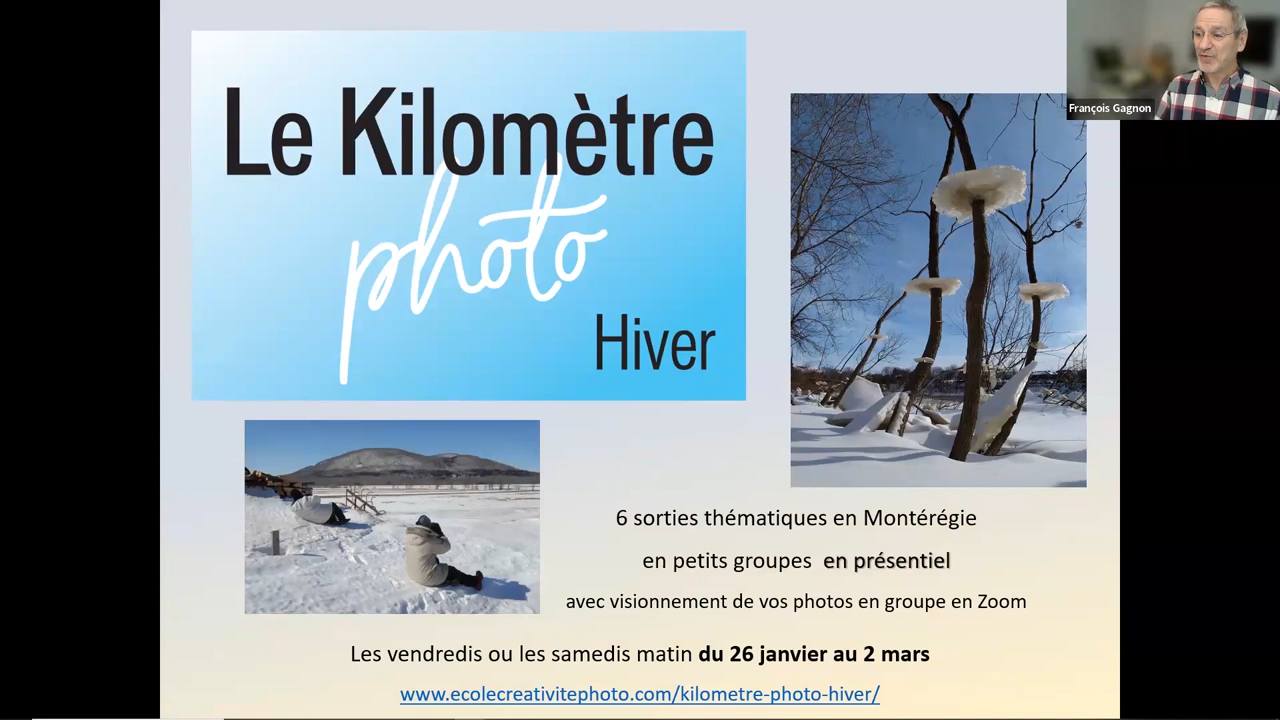 Le Kilomètre
photo
Hiver
François Gagnon
6 sorties thématiques en Montérégie
en petits groupes en présentiel
avec visionnement de vos photos en groupe en Zoom
Les vendredis ou les samedis matin du 26 janvier au 2 mars
www.ecolecreativitephoto.com/kilometre-photo-hiver/